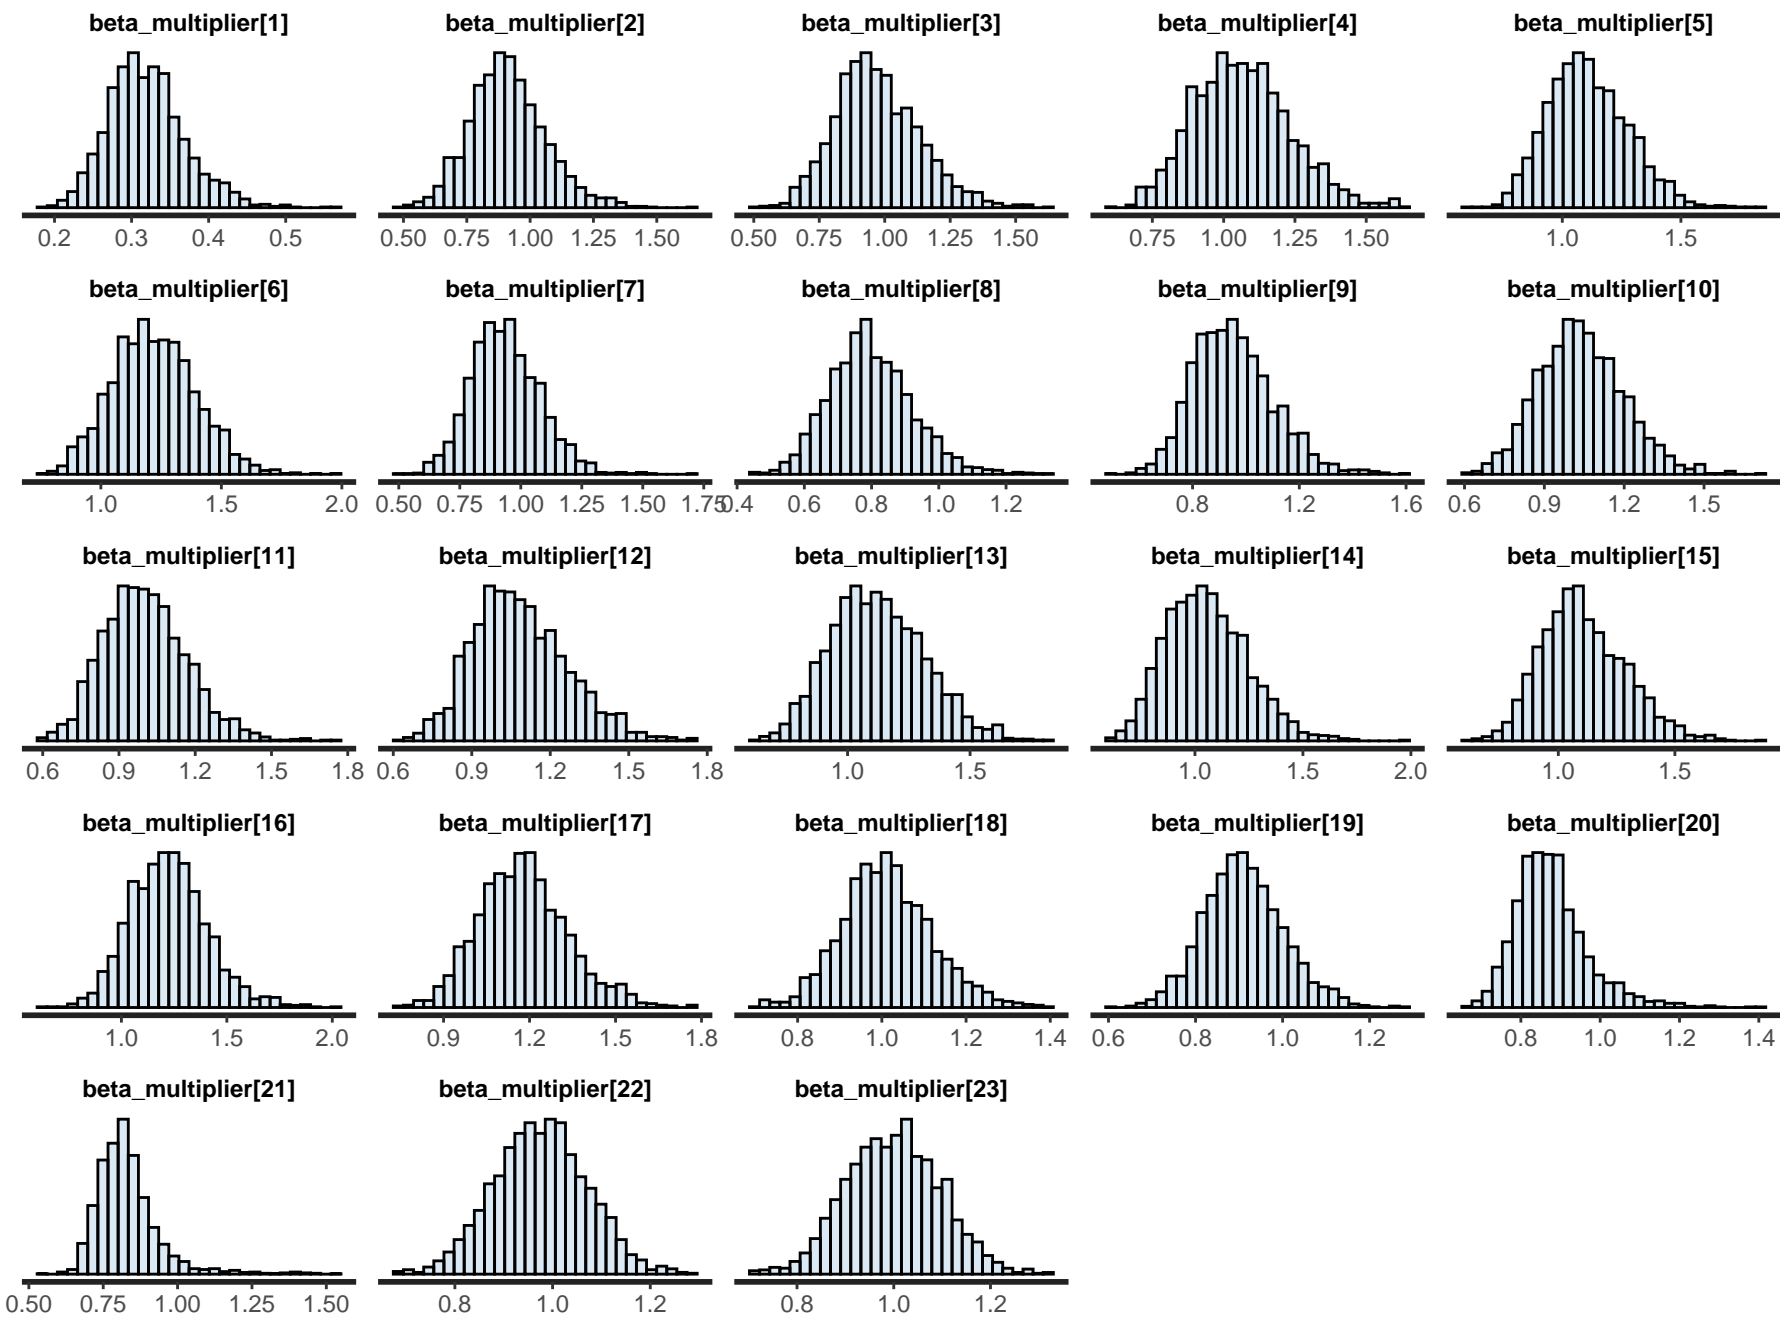 beta_multiplier[1] beta_multiplier[2] beta_multiplier[3] beta_multiplier[4] beta_multiplier[5]
0.2 0.3 0.4 0.5 0.50 0.75 1.00 1.25 1.50 0.50 0.75 1.00 1.25 1.50 0.75 1.00 1.25 1.50 1.0 1.5
beta_multiplier[6] beta_multiplier[7] beta_multiplier[8] beta_multiplier[9] beta_multiplier[10]
1.0 1.5 2.0 0.50 0.75 1.00 1.25 1.50 1.75 0.4 0.6 0.8 1.0 1.2 0.8 1.2 1.6 0.6 0.9 1.2 1.5
beta_multiplier[11] beta_multiplier[12] beta_multiplier[13] beta_multiplier[14] beta_multiplier[15]
0.6 0.9 1.2 1.5 1.8 0.6 0.9 1.2 1.5 1.8 1.0 1.5 1.0 1.5 2.0 1.0 1.5
beta_multiplier[16] beta_multiplier[17] beta_multiplier[18] beta_multiplier[19] beta_multiplier[20]
1.0 1.5 2.0 0.9 1.2 1.5 1.8 0.8 1.0 1.2 1.4 0.6 0.8 1.0 1.2 0.8 1.0 1.2 1.4
beta_multiplier[21] beta_multiplier[22] beta_multiplier[23]
0.50 0.75 1.00 1.25 1.50 0.8 1.0 1.2 0.8 1.0 1.2